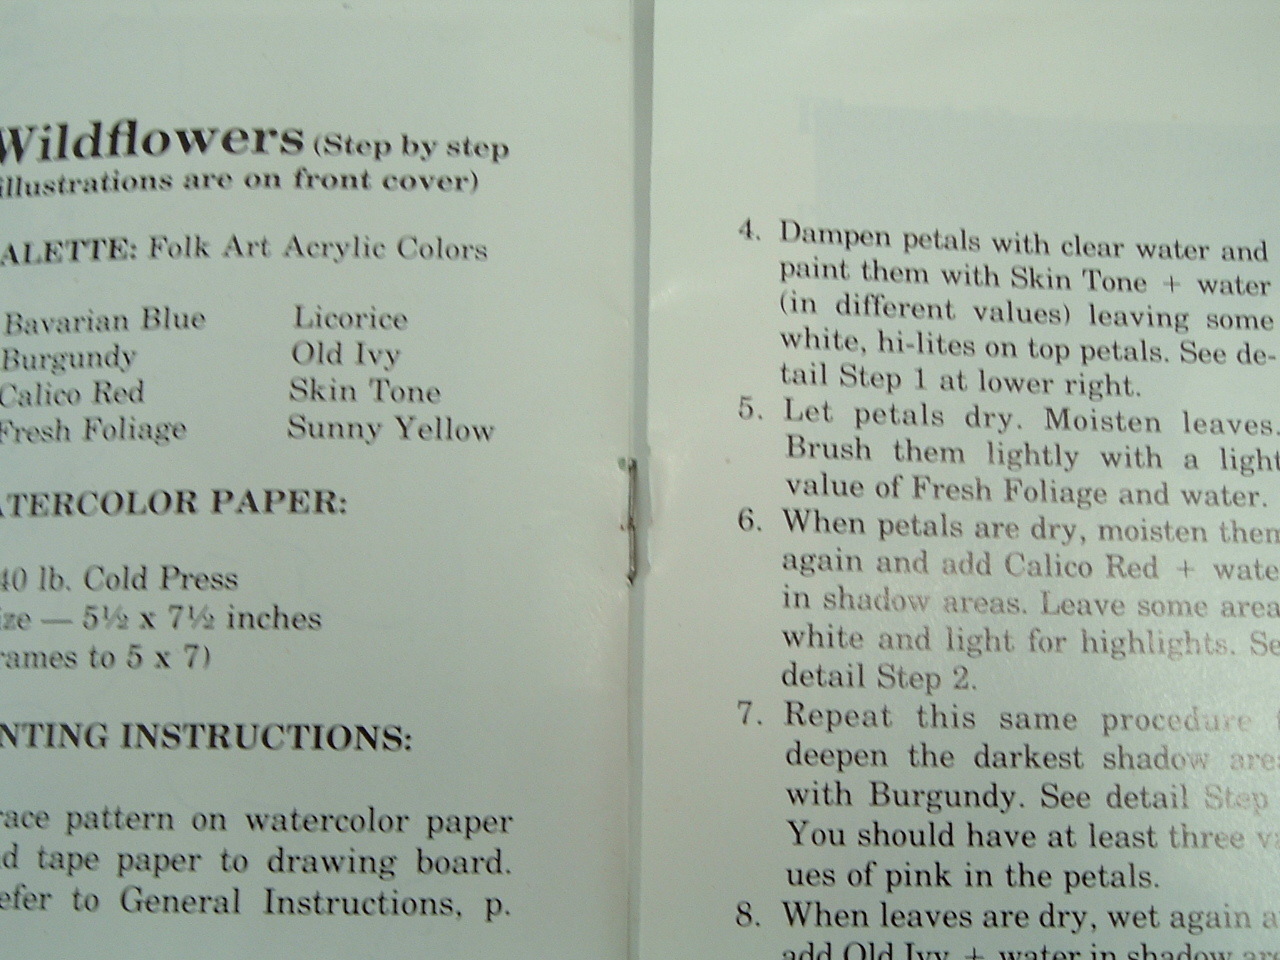 Wildflowers (Step by step
illustrations are on front cover)
ALETTE: Folk Art Acrylic Colors
Bavarian Blue Licorice
Burgundy Old Ivy
Calico Red Skin Tone
Fresh Foliage Sunny Yellow
ATERCOLOR PAPER:
40 lb. Cold Press
ize — 5½ x 7½ inches
rames to 5 x 7)
NTING INSTRUCTIONS:
race pattern on watercolor paper
d tape paper to drawing board.
efer to General Instructions, p.
4. Dampen petals with clear water and
paint them with Skin Tone + water
(in different values) leaving some
white, hi-lites on top petals. See de-
tail Step 1 at lower right.
5. Let petals dry. Moisten leaves.
Brush them lightly with a light
value of Fresh Foliage and water.
6. When petals are dry, moisten them
again and add Calico Red + wate
in shadow areas. Leave some area
white and light for highlights. Se
detail Step 2.
7. Repeat this same procedure
deepen the darkest shadow area
with Burgundy. See detail Step
You should have at least three va
ues of pink in the petals.
8. When leaves are dry, wet again a
add Old Ivy + water in shadow are